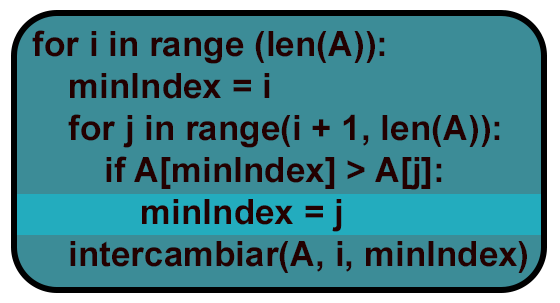 for i in range (len(A)):
minIndex = i
for j in range(i + 1, len(A)):
if A[minIndex] > A[j]:
minIndex = j
intercambiar(A, i, minIndex)